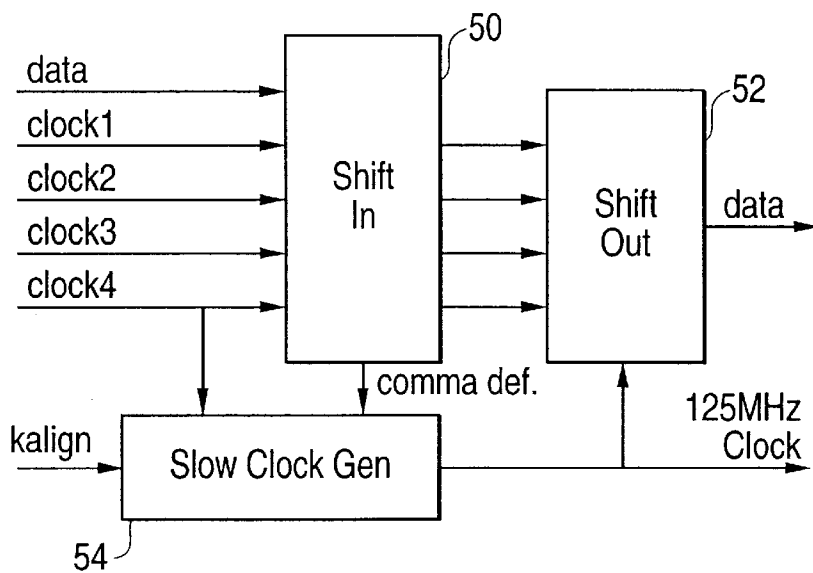 50
data
52
clock1
clock2
Shift
In
Shift
Out
data
clock3
clock4
comma def.
125MHz
Clock
kalign
Slow Clock Gen
54